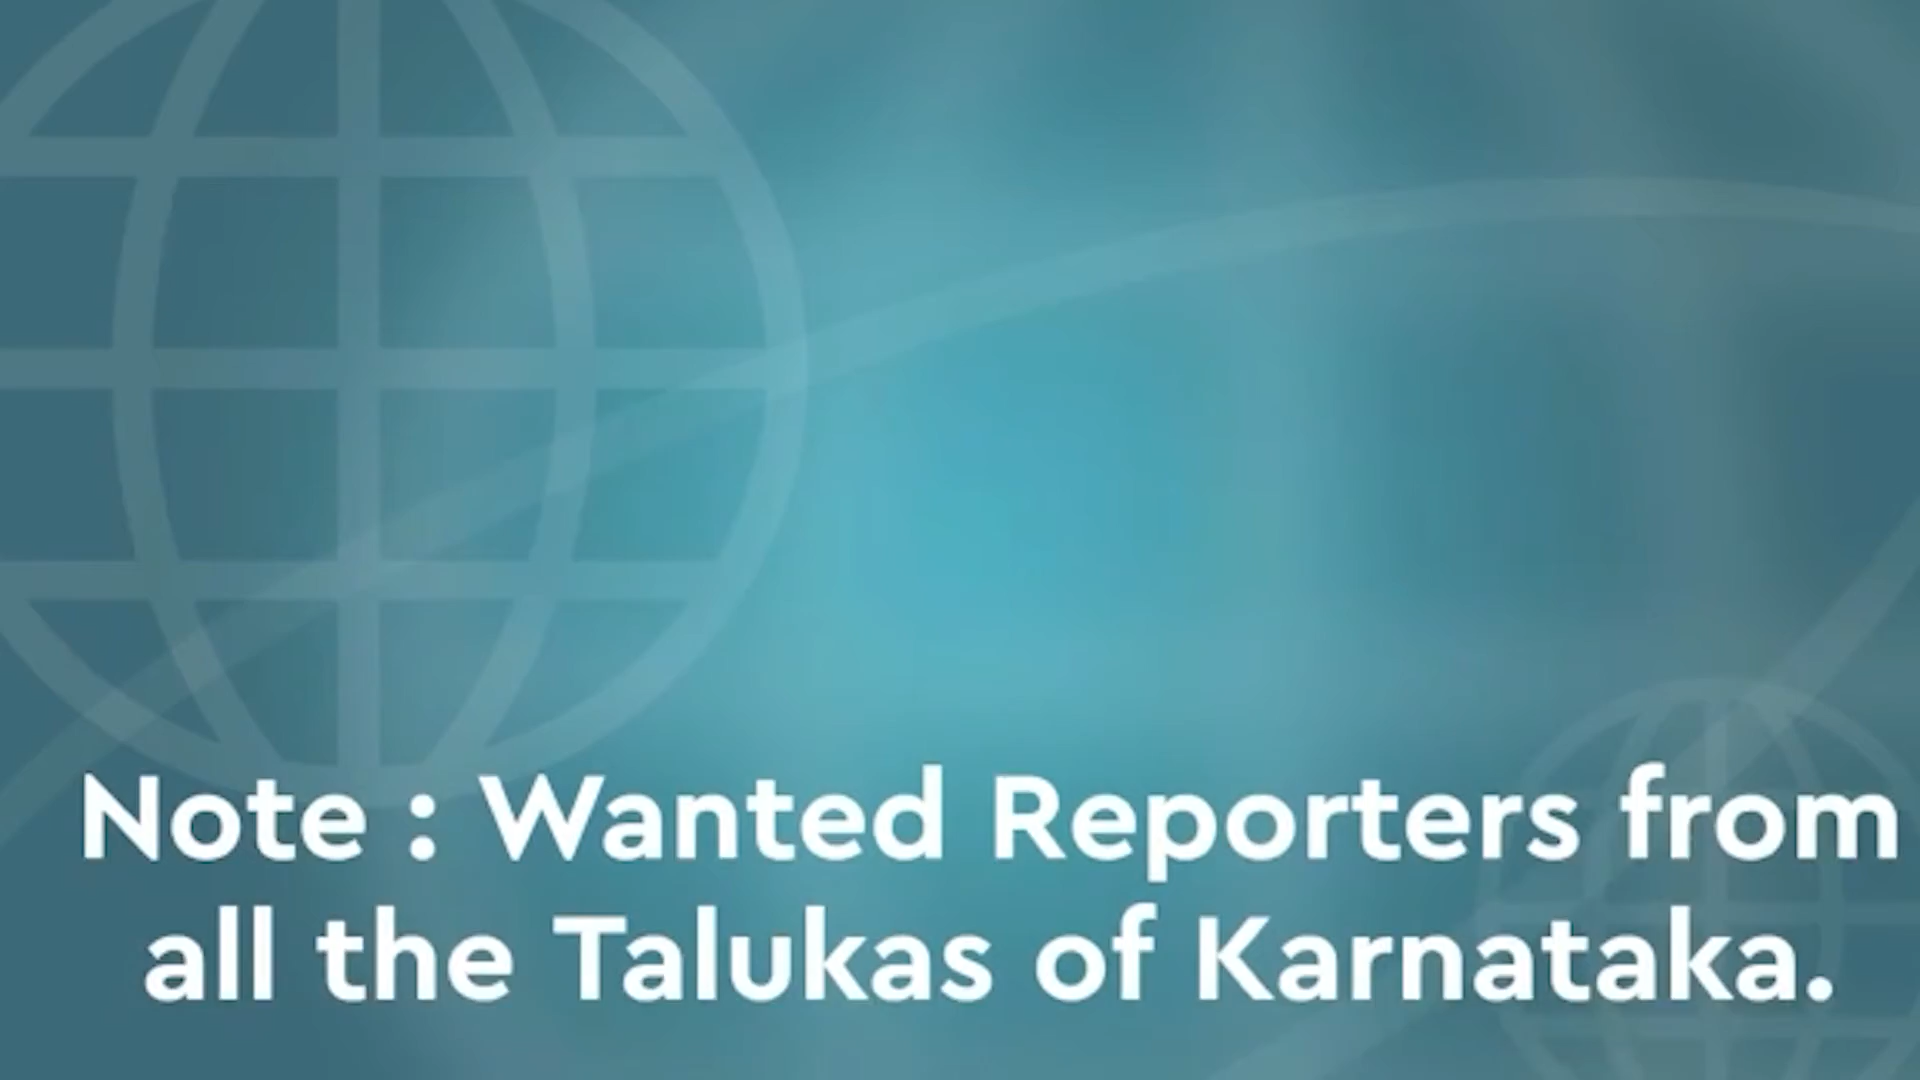 Note : Wanted Reporters from
all the Talukas of Karnataka.